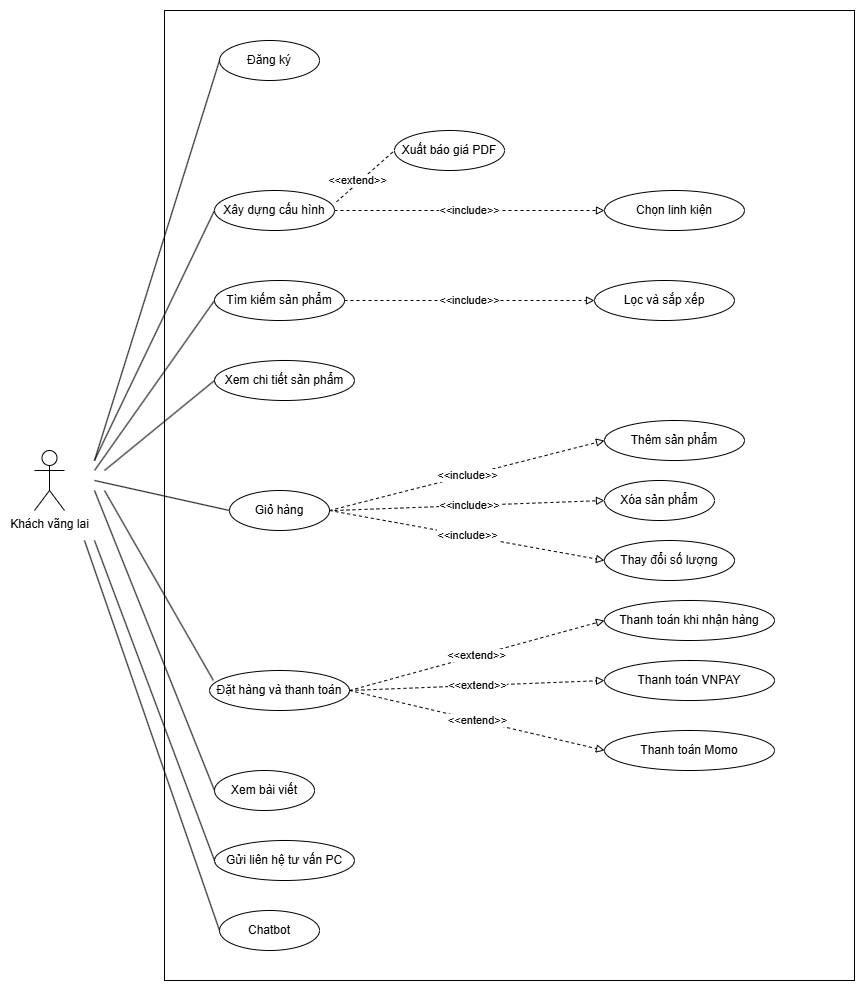 Đăng ký
Xuất báo giá PDF
<<extend>>
Xây dựng cấu hình
<<include>>
Chọn linh kiện
Tìm kiếm sản phẩm
<<include>>
Lọc và sắp xếp
Xem chi tiết sản phẩm
Thêm sản phẩm
<<include>>
Khách vãng lai
Giỏ hàng
<<include>>
Xóa sản phẩm
<<include>>
Thay đổi số lượng
Thanh toán khi nhận hàng
<<extend>>
Đặt hàng và thanh toán
<<extend>>
Thanh toán VNPAY
<<entend>>
Thanh toán Momo
Xem bài viết
Gửi liên hệ tư vấn PC
Chatbot